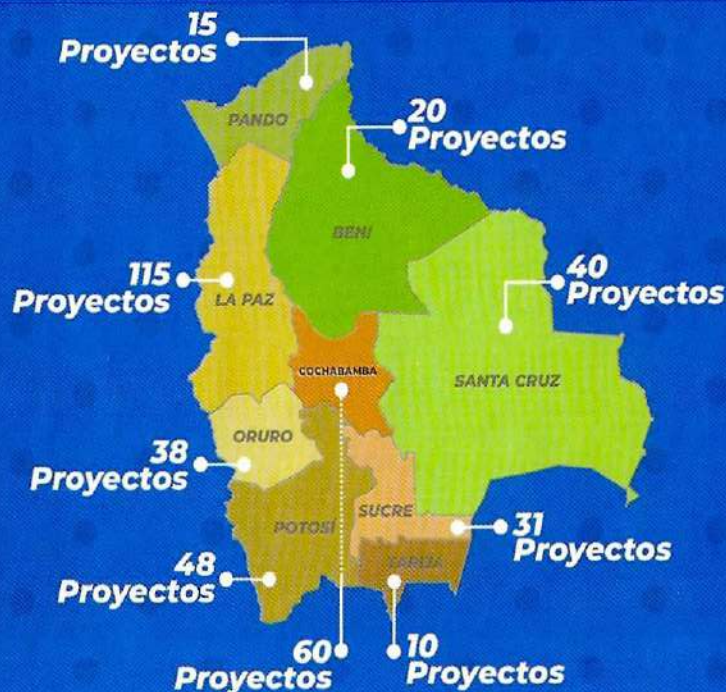 15
Proyectos
PANDO
20
Proyectos
BENI
115
Proyectos
LA PAZ
40
Proyectos
COCHABAMBA
SANTA CRUZ
ORURO
38
Proyectos
SUCRE
POTOSÍ
31
Proyectos
TARIJA
48
Proyectos
60
Proyectos
10
Proyectos